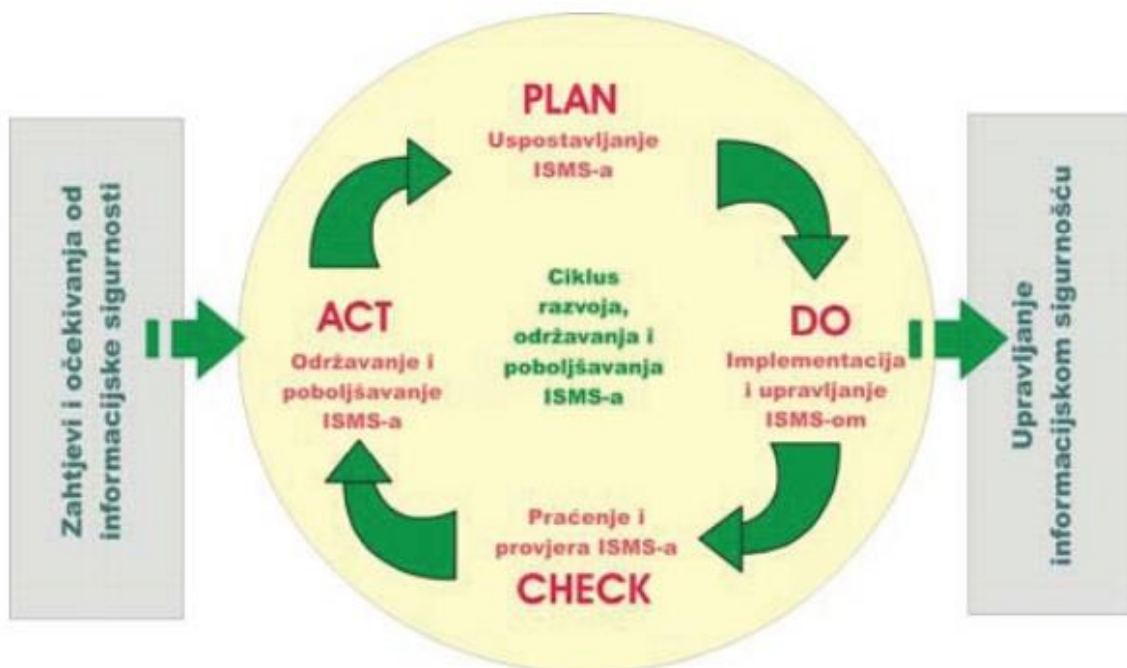 Zahtjevi i očekivanja od
informacijske sigurnosti
PLAN
Uspostavljanje
ISMS-a
DO
Implementacija
i upravljanje
ISMS-om
Praćenje i
provjera ISMS-a
CHECK
ACT
Održavanje i
poboljšavanje
ISMS-a
Ciklus
razvoja,
održavanja i
poboljšavanja
ISMS-a
Upravljanje
informacijskom sigurnošću